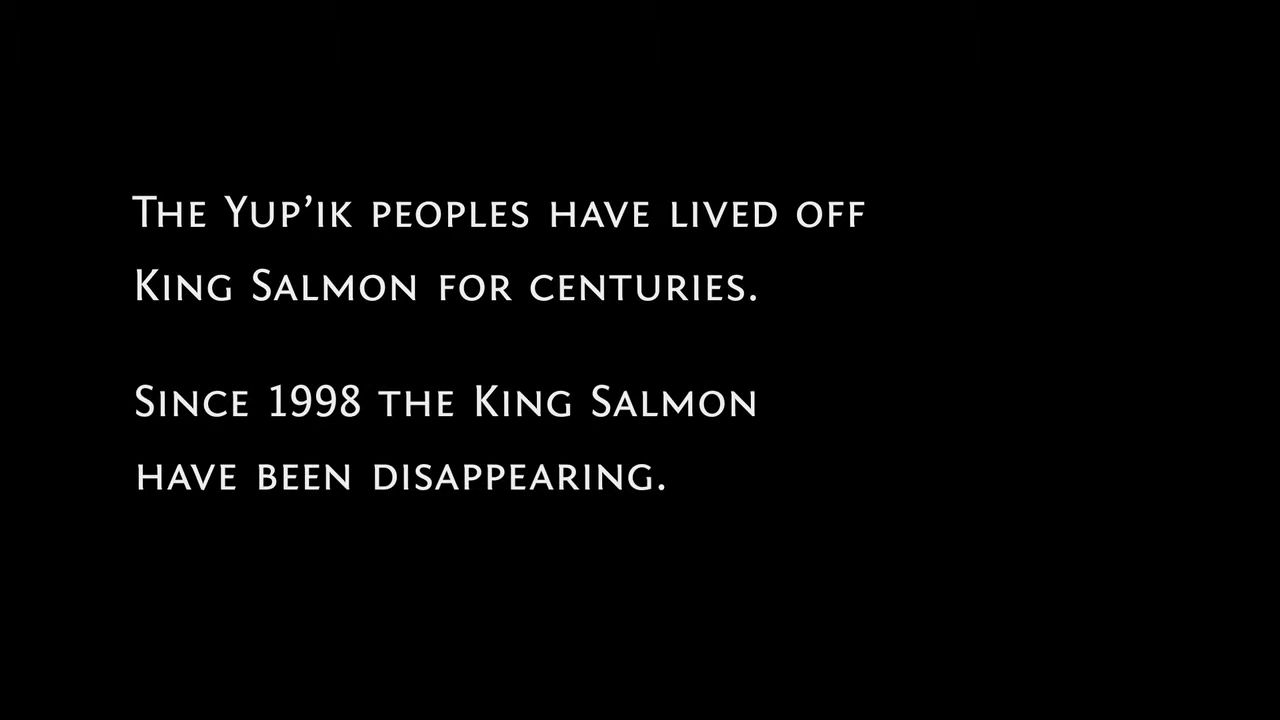 The Yup’ik peoples have lived off
King Salmon for centuries.
Since 1998 the King Salmon
have been disappearing.